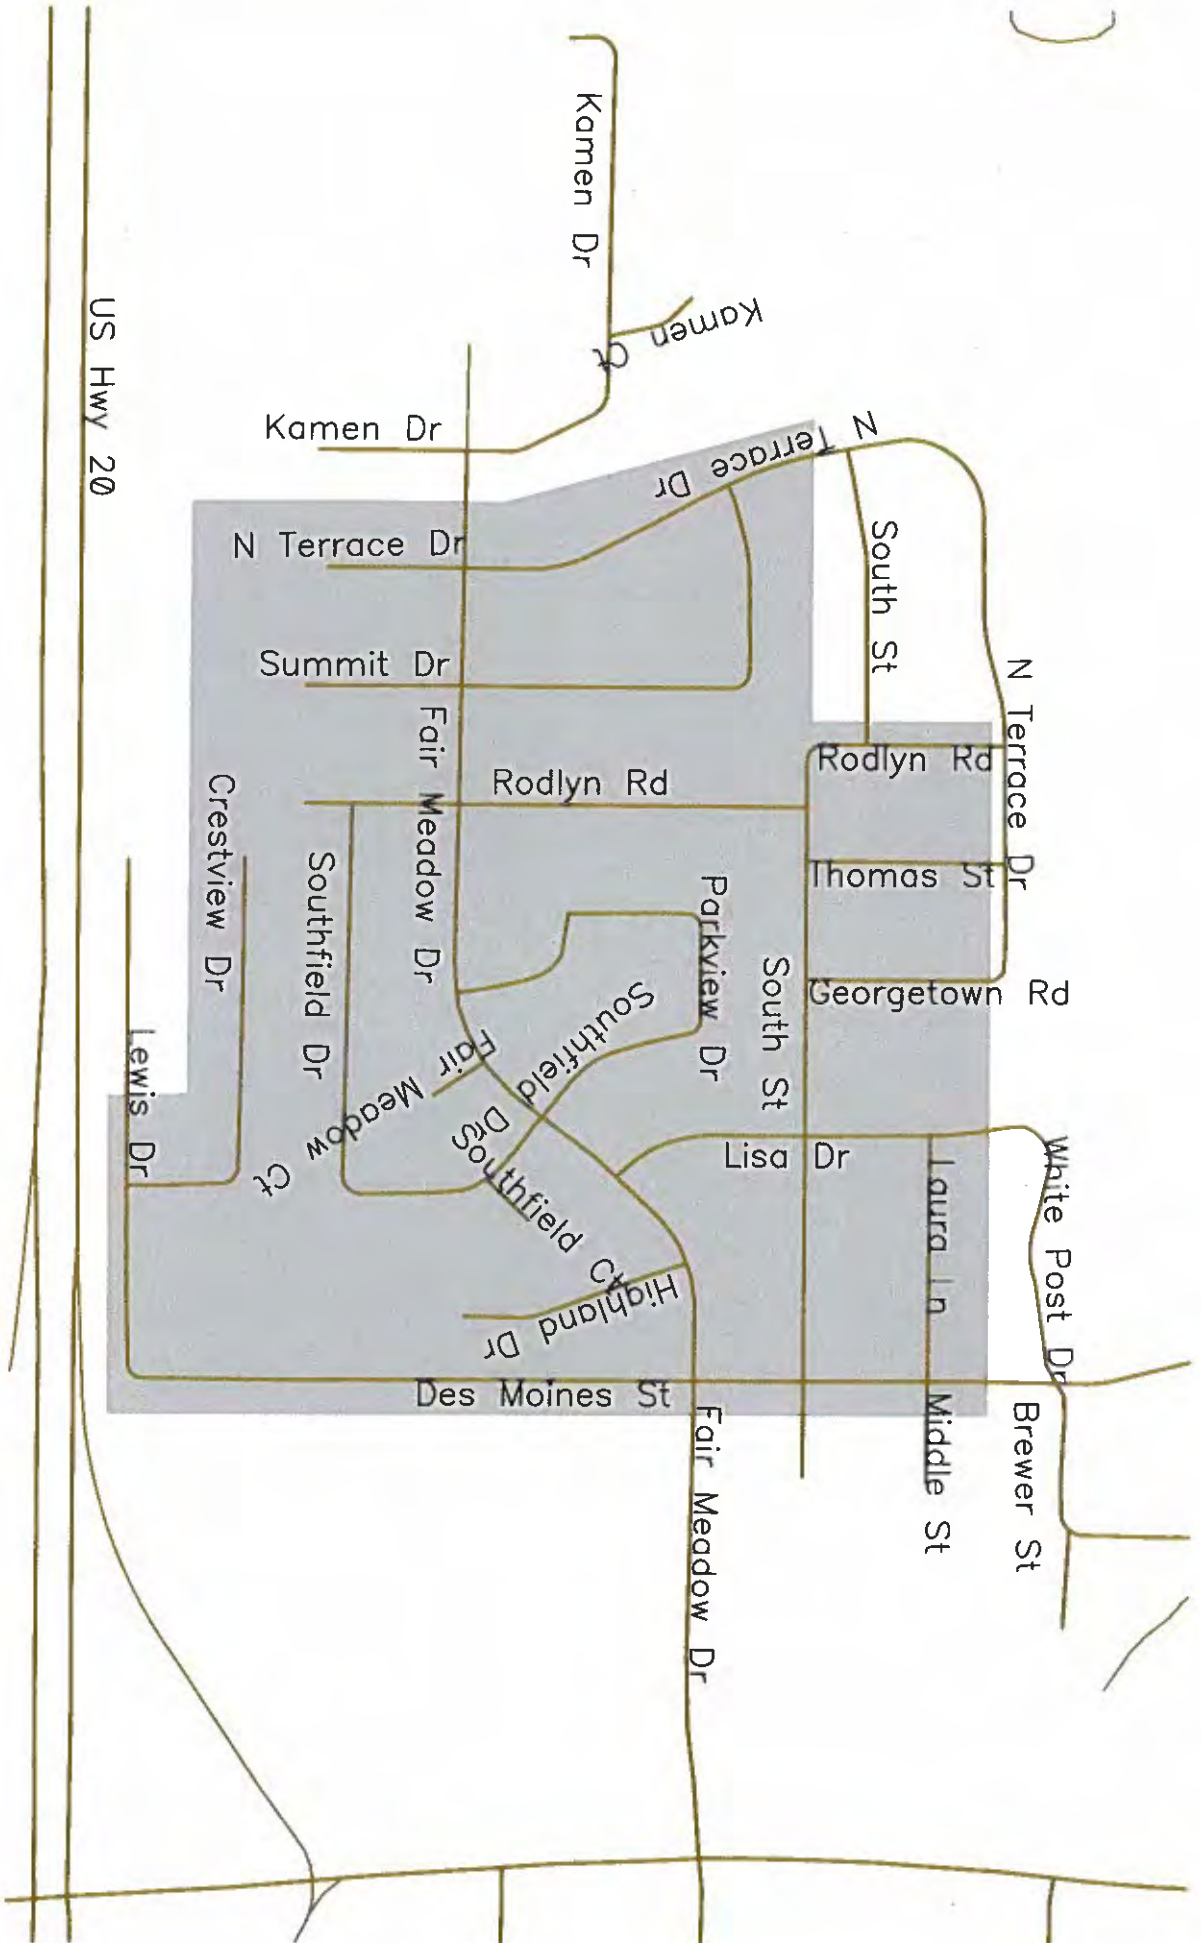 Kamen Dr
Kamen Ct
US Hwy 20
Kamen Dr
N Terrace Dr
N Terrace Dr
South St
Summit Dr
N Terrace Dr
Fair Meadow Dr
Rodlyn Rd
Rodlyn Rd
Crestview Dr
Southfield Dr
Thomas St
Parkview Dr
South St
Georgetown Rd
Southfield Dr
Fair Meadow Ct
Lewis Dr
Southfield Ct
Lisa Dr
Laura Ln
White Post Dr
Highland Dr
Des Moines St
Fair Meadow Dr
Middle St
Brewer St